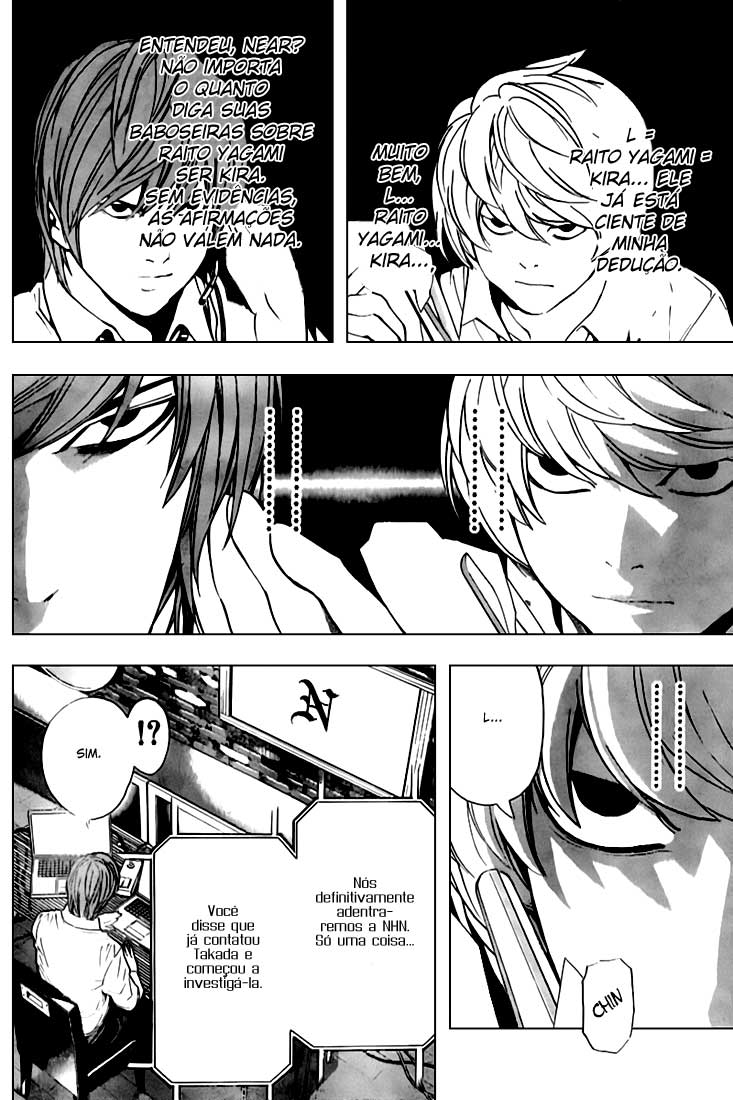 L =
RAITO YAGAMI =
KIRA... ELE
JÁ ESTÁ
CIENTE DE
MINHA
DEDUÇÃO.
MUITO
BEM,
L...
RAITO
YAGAMI...
KIRA...
ENTENDEU, NEAR?
NÃO IMPORTA
O QUANTO
DIGA SUAS
BABOSEIRAS SOBRE
RAITO YAGAMI
SER KIRA.
SEM EVIDÊNCIAS,
AS AFIRMAÇÕES
NÃO VALEM NADA.
L...
CHIN
N
Nós
definitivamente
adentra-
remos a NHN.
Só uma coisa...
Você
disse que
já contatou
Takada e
começou a
investigá-la.
!?
SIM.